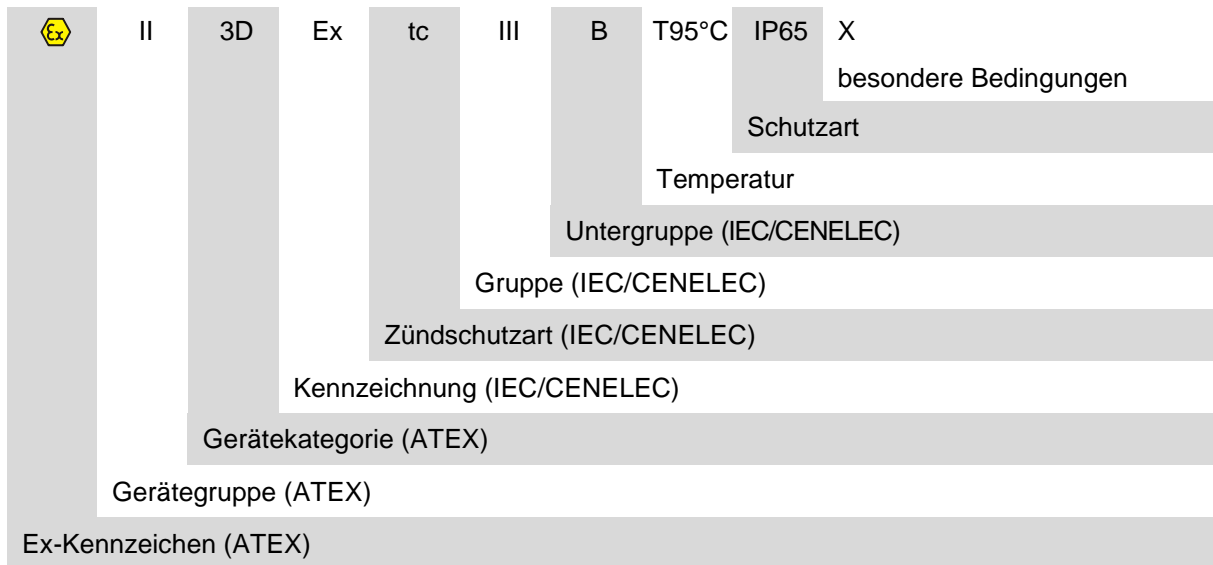 Ex II 3D Ex tc III B T95°C IP65 X
besondere Bedingungen
Schutzart
Temperatur
Untergruppe (IEC/CENELEC)
Gruppe (IEC/CENELEC)
Zündschutzart (IEC/CENELEC)
Kennzeichnung (IEC/CENELEC)
Gerätekategorie (ATEX)
Gerätegruppe (ATEX)
Ex-Kennzeichen (ATEX)